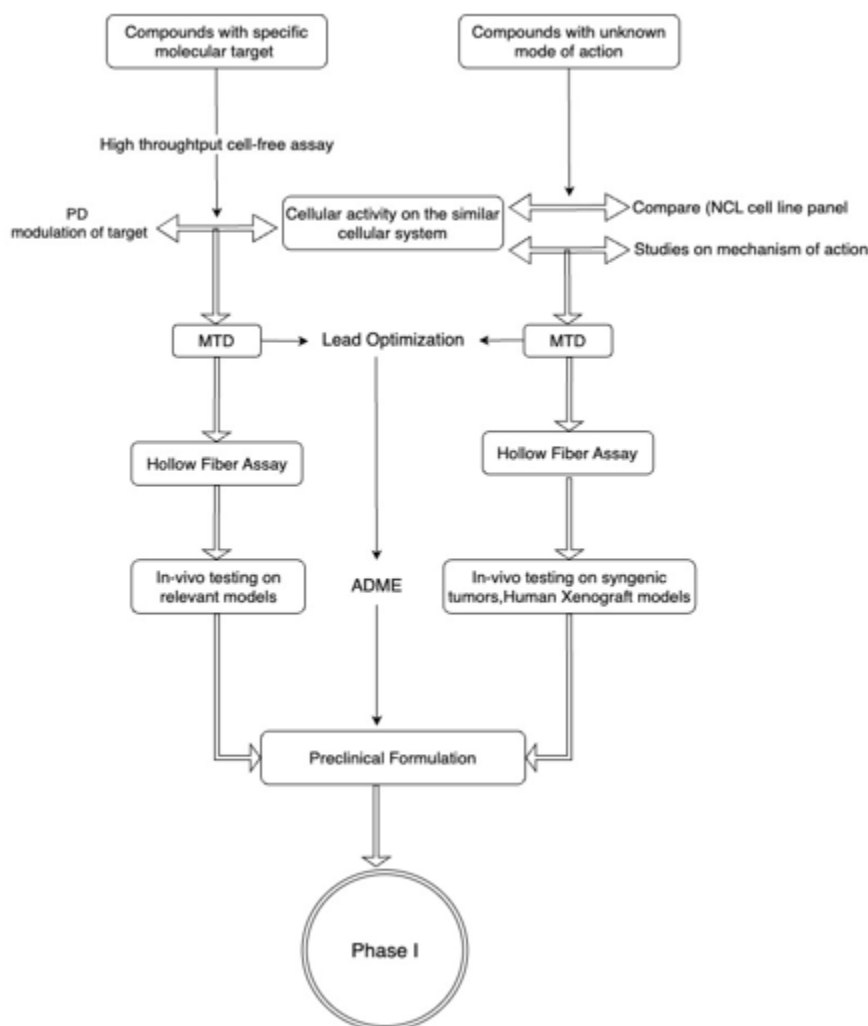 Compounds with specific
molecular target
Compounds with unknown
mode of action
High throughtput cell-free assay
PD
modulation of target
Cellular activity on the similar
cellular system
Compare (NCL cell line panel
Studies on mechanism of action
MTD
Lead Optimization
MTD
Hollow Fiber Assay
Hollow Fiber Assay
In-vivo testing on
relevant models
ADME
In-vivo testing on syngenic
tumors,Human Xenograft models
Preclinical Formulation
Phase I